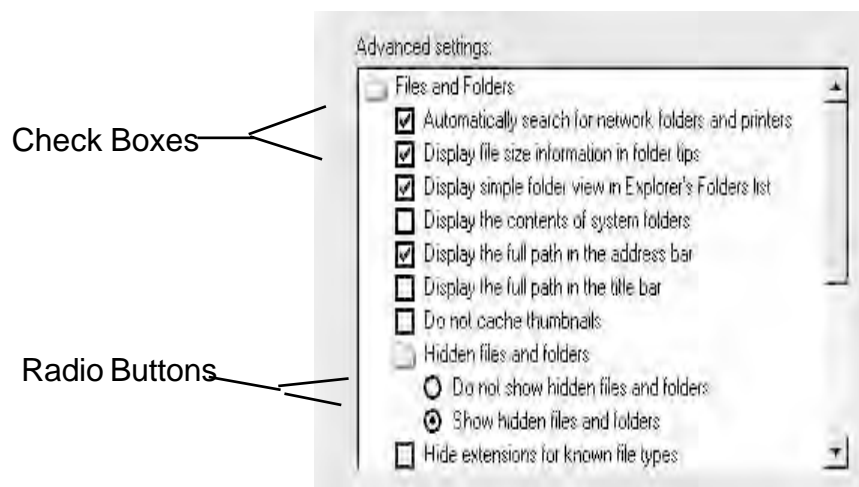 Advanced settings:
Files and Folders
Automatically search for network folders and printers
Check Boxes
Display file size information in folder tips
Display simple folder view in Explorer's Folders list
Display the contents of system folders
Display the full path in the address bar
Display the full path in the title bar
Do not cache thumbnails
Hidden files and folders
Radio Buttons
Do not show hidden files and folders
Show hidden files and folders
Hide extensions for known file types